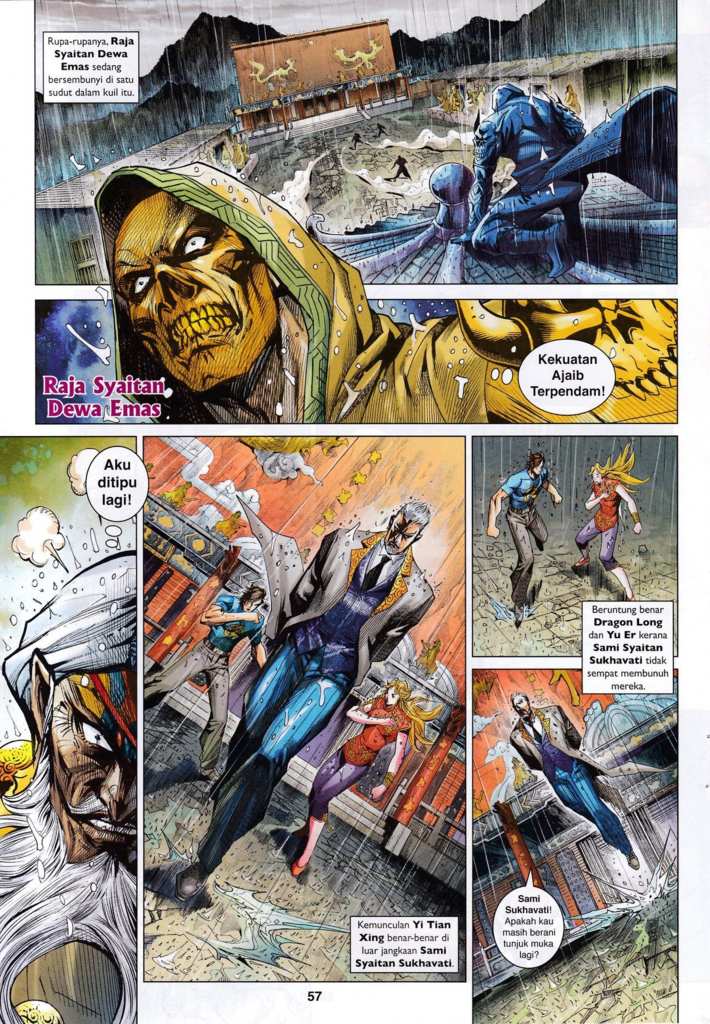 Rupa-rupanya, Raja
Syaitan Dewa
Emas sedang
bersembunyi di satu
sudut dalam kuil itu.
Raja Syaitan
Dewa Emas
Kekuatan
Ajaib
Terpendam!
Aku
ditipu
lagi!
Kemunculan Yi Tian
Xing benar-benar di
luar jangkaan Sami
Syaitan Sukhavati.
Beruntung benar
Dragon Long
dan Yu Er kerana
Sami Syaitan
Sukhavati tidak
sempat membunuh
mereka.
Sami
Sukhavati!
Apakah kau
masih berani
tunjuk muka
lagi?
57